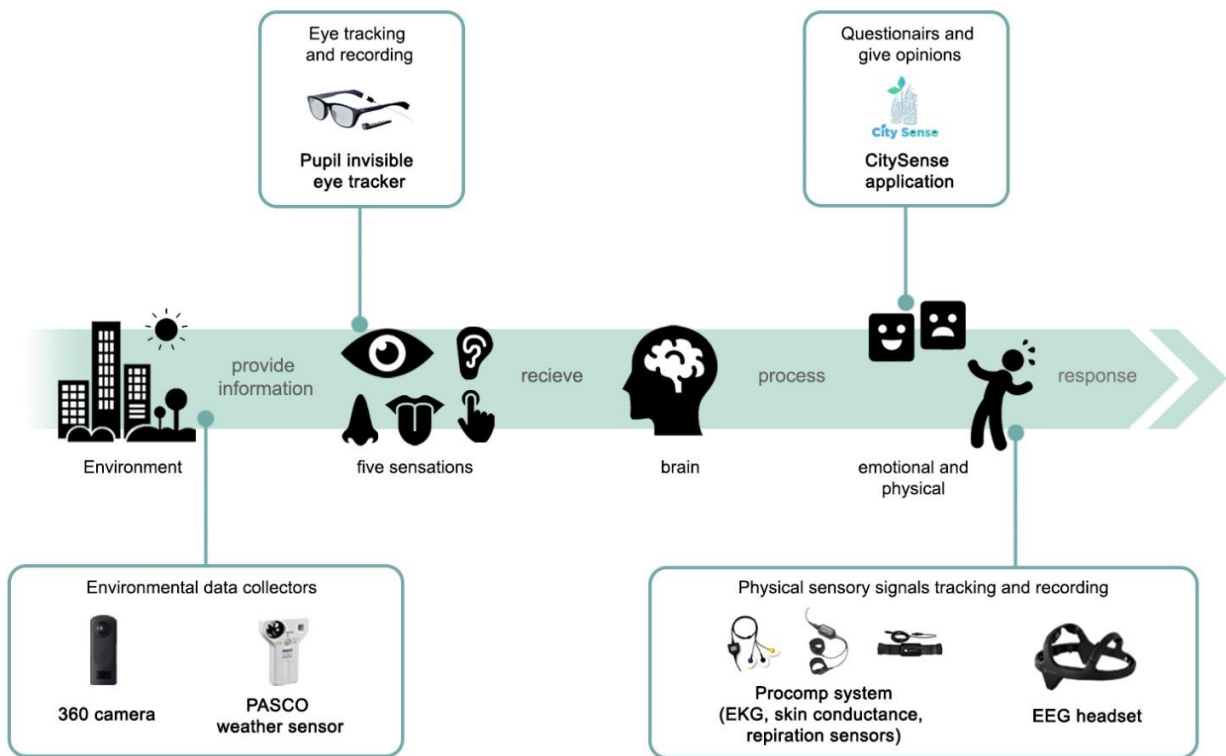 Eye tracking
and recording
Pupil invisible
eye tracker
Questionairs and
give opinions
City Sense
CitySense
application
provide
information
recieve
process
response
Environment
five sensations
brain
emotional and
physical
Environmental data collectors
360 camera
PASCO
weather sensor
Physical sensory signals tracking and recording
Procomp system
(EKG, skin conductance,
repiration sensors)
EEG headset